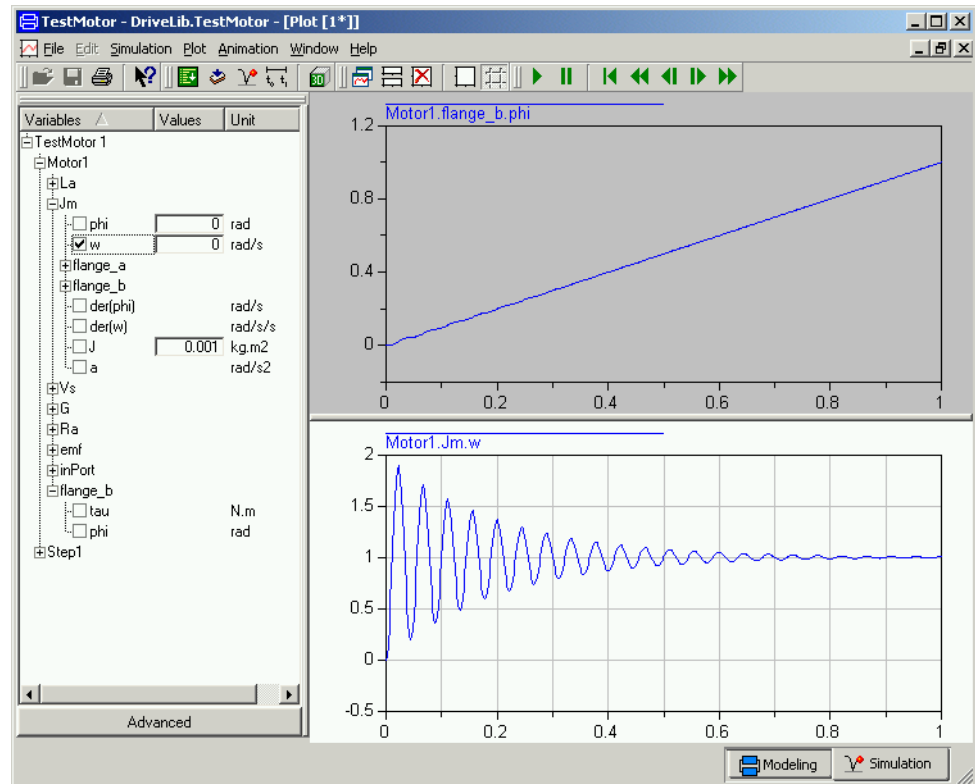 TestMotor - DriveLib.TestMotor - [Plot [1*]]
File Edit Simulation Plot Animation Window Help
3D
Variables Values Unit
TestMotor 1
Motor1
La
Jm
phi 0 rad
w 0 rad/s
flange_a
flange_b
der(phi) rad/s
der(w) rad/s/s
J 0.001 kg.m2
a rad/s2
Vs
G
Ra
emf
inPort
flange_b
tau N.m
phi rad
Step1
Advanced
Motor1.flange_b.phi
1.2
0.8
0.4
0
0 0.2 0.4 0.6 0.8 1
Motor1.Jm.w
2
1.5
1
0.5
0
-0.5
0 0.2 0.4 0.6 0.8 1
Modeling Simulation